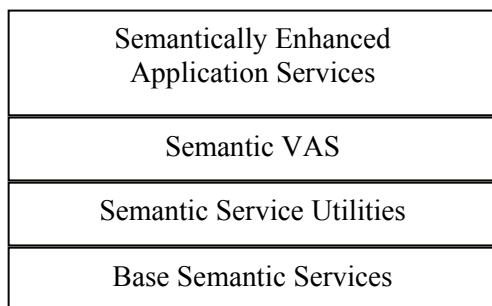 Semantically Enhanced
Application Services
Semantic VAS
Semantic Service Utilities
Base Semantic Services